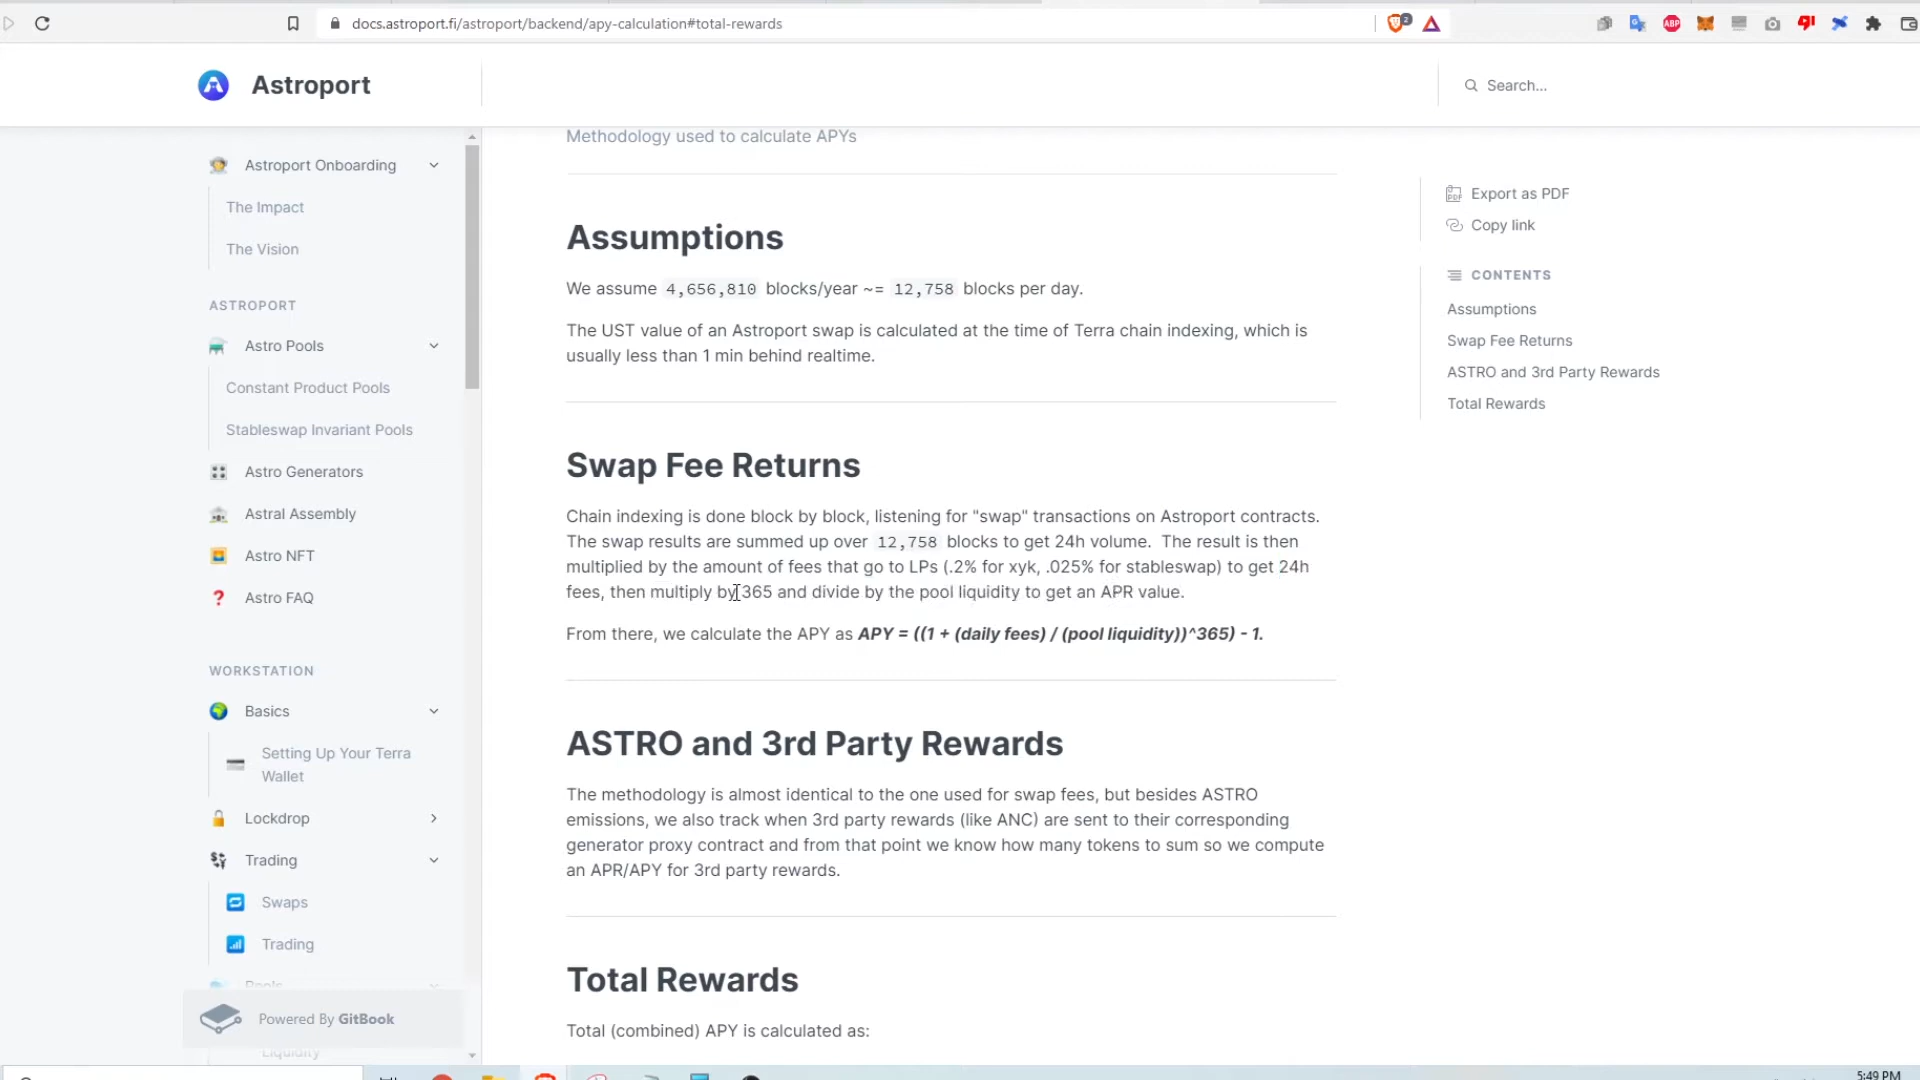 docs.astroport.fi/astroport/backend/apy-calculation#total-rewards
2
ABP
Astroport
Search...
Astroport Onboarding
The Impact
The Vision
ASTROPORT
Astro Pools
Constant Product Pools
Stableswap Invariant Pools
Astro Generators
Astral Assembly
Astro NFT
Astro FAQ
WORKSTATION
Basics
Setting Up Your Terra
Wallet
Lockdrop
Trading
Swaps
Trading
Pools
Powered By GitBook
Liquidity
Methodology used to calculate APYs
Assumptions
We assume 4,656,810 blocks/year ~= 12,758 blocks per day.
The UST value of an Astroport swap is calculated at the time of Terra chain indexing, which is
usually less than 1 min behind realtime.
Swap Fee Returns
Chain indexing is done block by block, listening for "swap" transactions on Astroport contracts.
The swap results are summed up over 12,758 blocks to get 24h volume. The result is then
multiplied by the amount of fees that go to LPs (.2% for xyk, .025% for stableswap) to get 24h
fees, then multiply by 365 and divide by the pool liquidity to get an APR value.
From there, we calculate the APY as APY = ((1 + (daily fees) / (pool liquidity))^365) - 1.
ASTRO and 3rd Party Rewards
The methodology is almost identical to the one used for swap fees, but besides ASTRO
emissions, we also track when 3rd party rewards (like ANC) are sent to their corresponding
generator proxy contract and from that point we know how many tokens to sum so we compute
an APR/APY for 3rd party rewards.
Total Rewards
Total (combined) APY is calculated as:
Export as PDF
Copy link
CONTENTS
Assumptions
Swap Fee Returns
ASTRO and 3rd Party Rewards
Total Rewards
5:49 PM